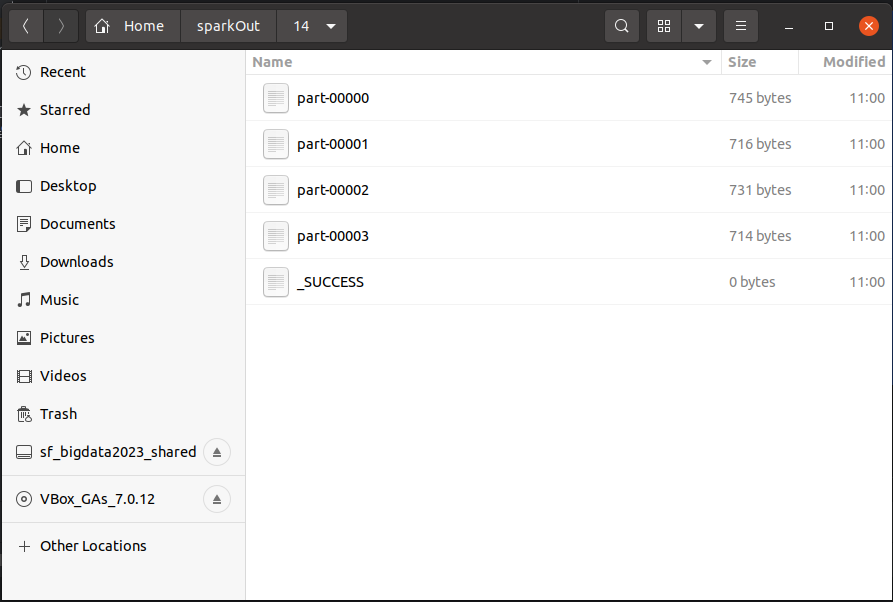 Home sparkOut 14
Name Size Modified
Recent
Starred
Home
Desktop
Documents
Downloads
Music
Pictures
Videos
Trash
sf_bigdata2023_shared
VBox_GAs_7.0.12
Other Locations
part-00000 745 bytes 11:00
part-00001 716 bytes 11:00
part-00002 731 bytes 11:00
part-00003 714 bytes 11:00
_SUCCESS 0 bytes 11:00